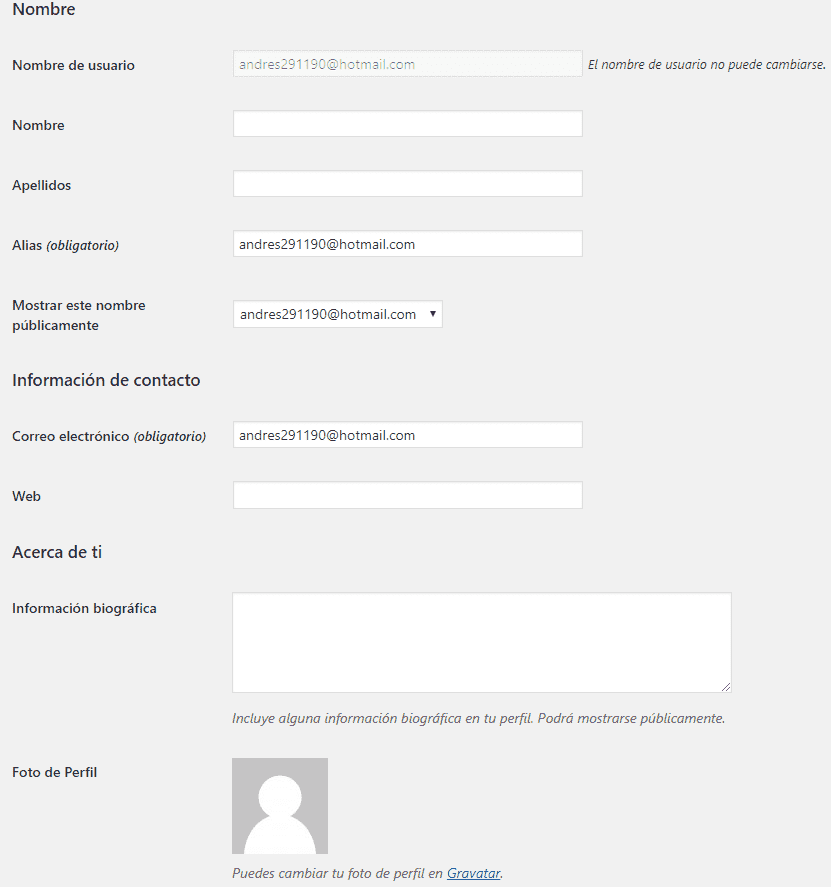 Nombre
Nombre de usuario andres291190@hotmail.com El nombre de usuario no puede cambiarse.
Nombre
Apellidos
Alias (obligatorio) andres291190@hotmail.com
Mostrar este nombre
públicamente
andres291190@hotmail.com
Información de contacto
Correo electrónico (obligatorio) andres291190@hotmail.com
Web
Acerca de ti
Información biográfica
Incluye alguna información biográfica en tu perfil. Podrá mostrarse públicamente.
Foto de Perfil
Puedes cambiar tu foto de perfil en Gravatar.